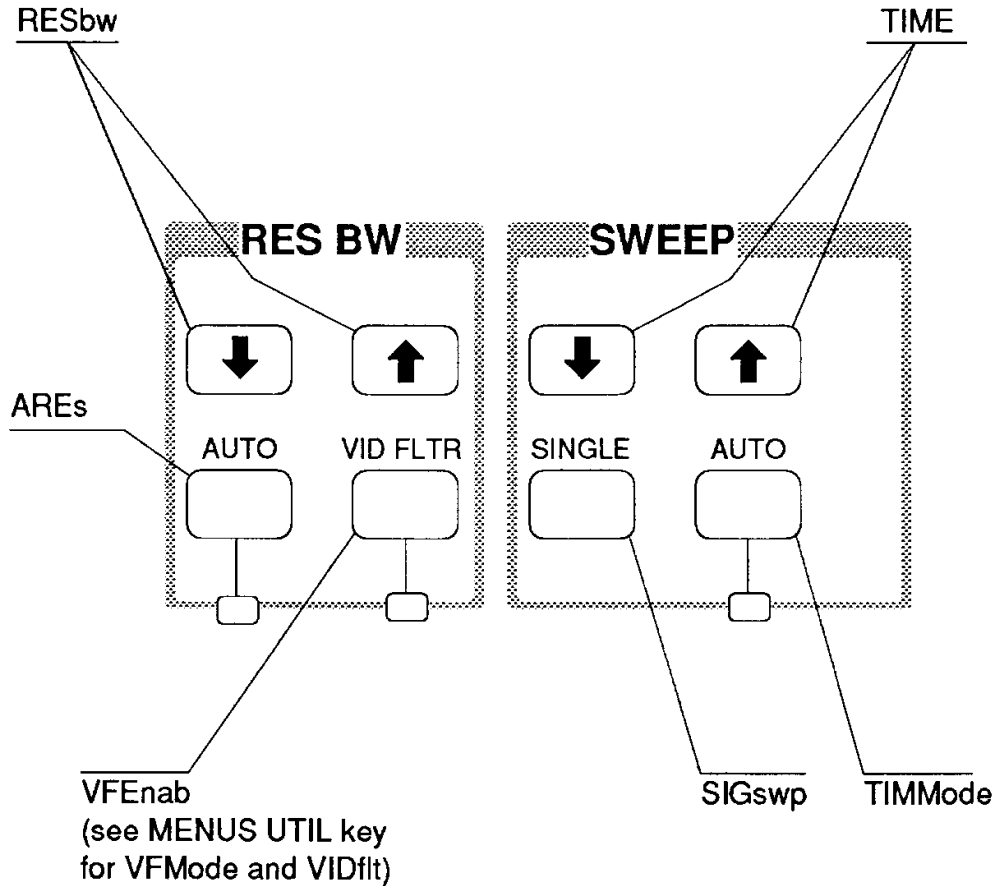 RESbw
TIME
RES BW
SWEEP
AREs
AUTO
VID FLTR
SINGLE
AUTO
VFEnab
(see MENUS UTIL key
for VFMode and VIDflt)
SIGswp
TIMMode